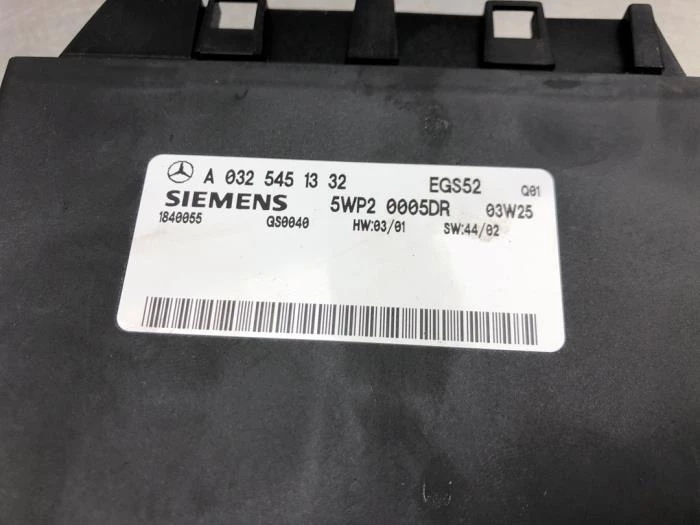 A 032 545 13 32 EGS52 Q01
SIEMENS 5WP2 0005DR 03W25
1840055 GS0040 HW:03/01 SW:44/02